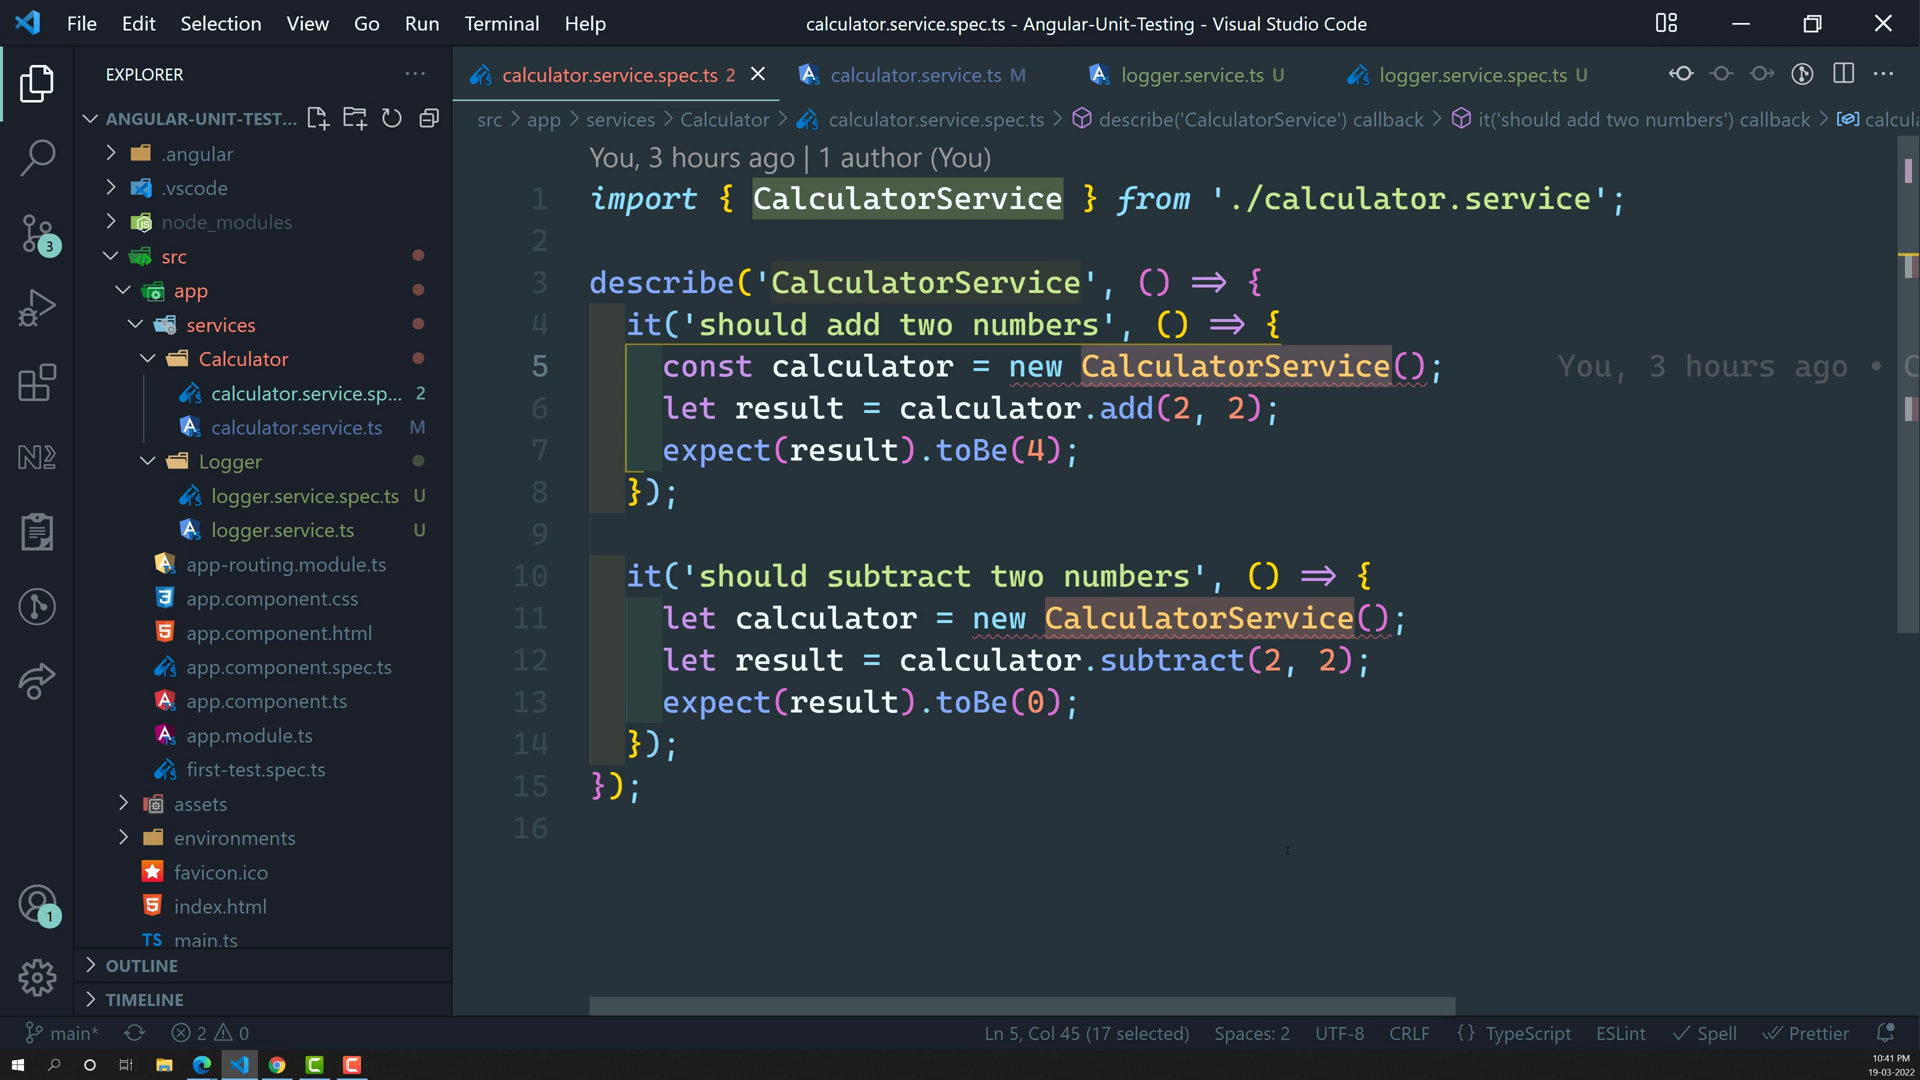 File Edit Selection View Go Run Terminal Help
calculator.service.spec.ts - Angular-Unit-Testing - Visual Studio Code
EXPLORER
calculator.service.spec.ts 2
calculator.service.ts M
logger.service.ts U
logger.service.spec.ts U
ANGULAR-UNIT-TEST...
src > app > services > Calculator > calculator.service.spec.ts > describe('CalculatorService') callback > it('should add two numbers') callback > calcula
.angular
.vscode
node_modules
src
app
services
Calculator
calculator.service.sp... 2
calculator.service.ts M
Logger
logger.service.spec.ts U
logger.service.ts U
app-routing.module.ts
app.component.css
app.component.html
app.component.spec.ts
app.component.ts
app.module.ts
first-test.spec.ts
assets
environments
favicon.ico
index.html
TS main.ts
OUTLINE
TIMELINE
3
1
You, 3 hours ago | 1 author (You)
1 import { CalculatorService } from './calculator.service';
2
3 describe('CalculatorService', () => {
4 it('should add two numbers', () => {
5 const calculator = new CalculatorService(); You, 3 hours ago • C
6 let result = calculator.add(2, 2);
7 expect(result).toBe(4);
8 });
9
10 it('should subtract two numbers', () => {
11 let calculator = new CalculatorService();
12 let result = calculator.subtract(2, 2);
13 expect(result).toBe(0);
14 });
15 });
16
main* 2 0 Ln 5, Col 45 (17 selected) Spaces: 2 UTF-8 CRLF {} TypeScript ESLint Spell Prettier
10:41 PM
19-03-2022